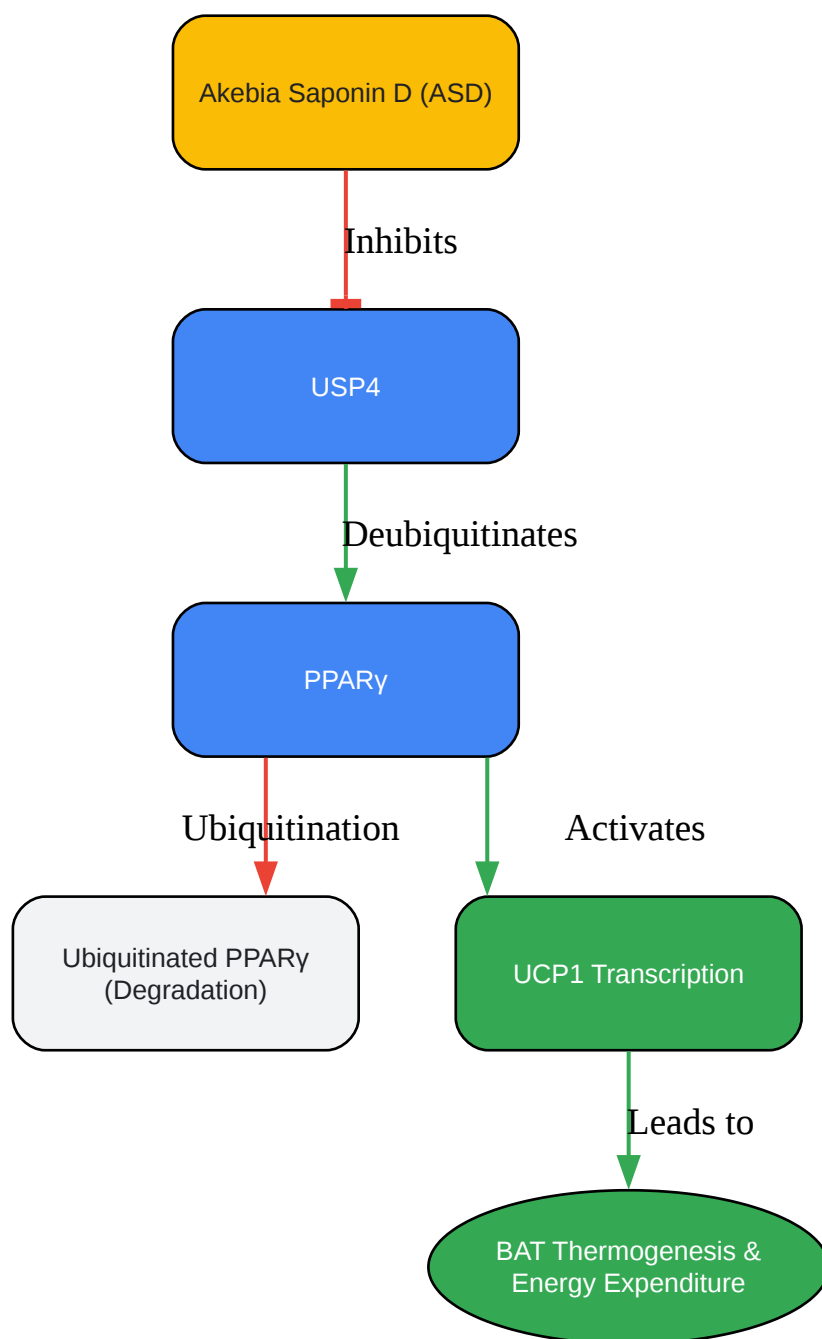 Akebia Saponin D (ASD)
Inhibits
USP4
Deubiquitinates
PPARγ
Ubiquitination
Activates
Ubiquitinated PPARγ
(Degradation)
UCP1 Transcription
Leads to
BAT Thermogenesis &
Energy Expenditure